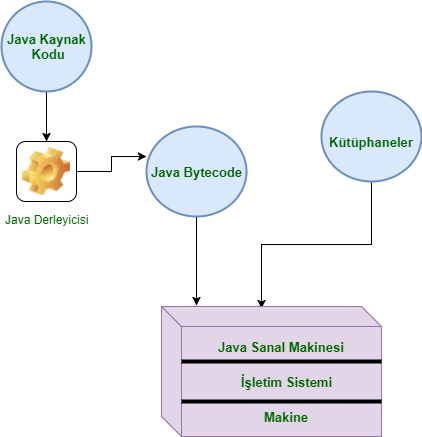 Java Kaynak
Kodu
Java Derleyicisi
Java Bytecode
Kütüphaneler
Java Sanal Makinesi
İşletim Sistemi
Makine